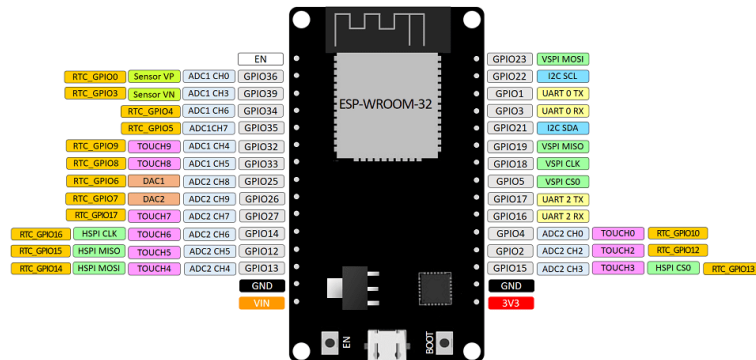 EN
GPIO23 VSPI MOSI
RTC_GPIO0 Sensor VP ADC1 CH0 GPIO36
GPIO22 I2C SCL
RTC_GPIO3 Sensor VN ADC1 CH3 GPIO39
GPIO1 UART 0 TX
RTC_GPIO4 ADC1 CH6 GPIO34
GPIO3 UART 0 RX
RTC_GPIO5 ADC1CH7 GPIO35
GPIO21 I2C SDA
RTC_GPIO9 TOUCH9 ADC1 CH4 GPIO32
GPIO19 VSPI MISO
RTC_GPIO8 TOUCH8 ADC1 CH5 GPIO33
GPIO18 VSPI CLK
RTC_GPIO6 DAC1 ADC2 CH8 GPIO25
GPIO5 VSPI CS0
RTC_GPIO7 DAC2 ADC2 CH9 GPIO26
GPIO17 UART 2 TX
RTC_GPIO17 TOUCH7 ADC2 CH7 GPIO27
GPIO16 UART 2 RX
RTC_GPIO16 HSPI CLK TOUCH6 ADC2 CH6 GPIO14
GPIO4 ADC2 CH0 TOUCH0 RTC_GPIO10
RTC_GPIO15 HSPI MISO TOUCH5 ADC2 CH5 GPIO12
GPIO2 ADC2 CH2 TOUCH2 RTC_GPIO12
RTC_GPIO14 HSPI MOSI TOUCH4 ADC2 CH4 GPIO13
GPIO15 ADC2 CH3 TOUCH3 HSPI CS0 RTC_GPIO13
GND
GND
VIN
3V3
ESP-WROOM-32
EN
BOOT